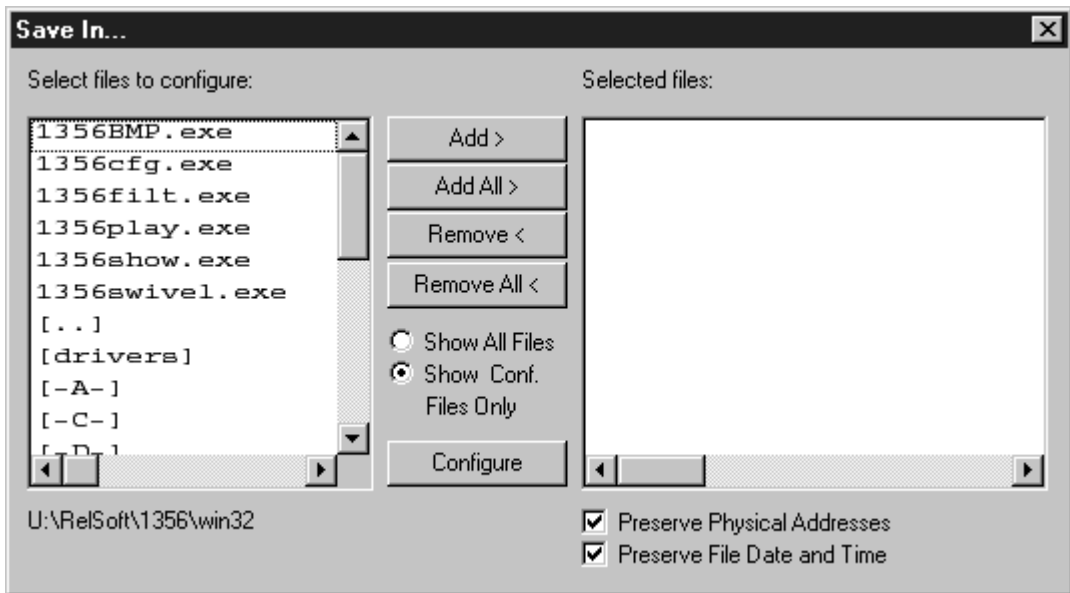 Save In...
Select files to configure:
Selected files:
1356BMP.exe
1356cfg.exe
1356filt.exe
1356play.exe
1356show.exe
1356swivel.exe
[..]
[drivers]
[-A-]
[-C-]
[-D-]
Add >
Add All >
Remove <
Remove All <
Show All Files
Show Conf.
Files Only
Configure
U:\RelSoft\1356\win32
Preserve Physical Addresses
Preserve File Date and Time